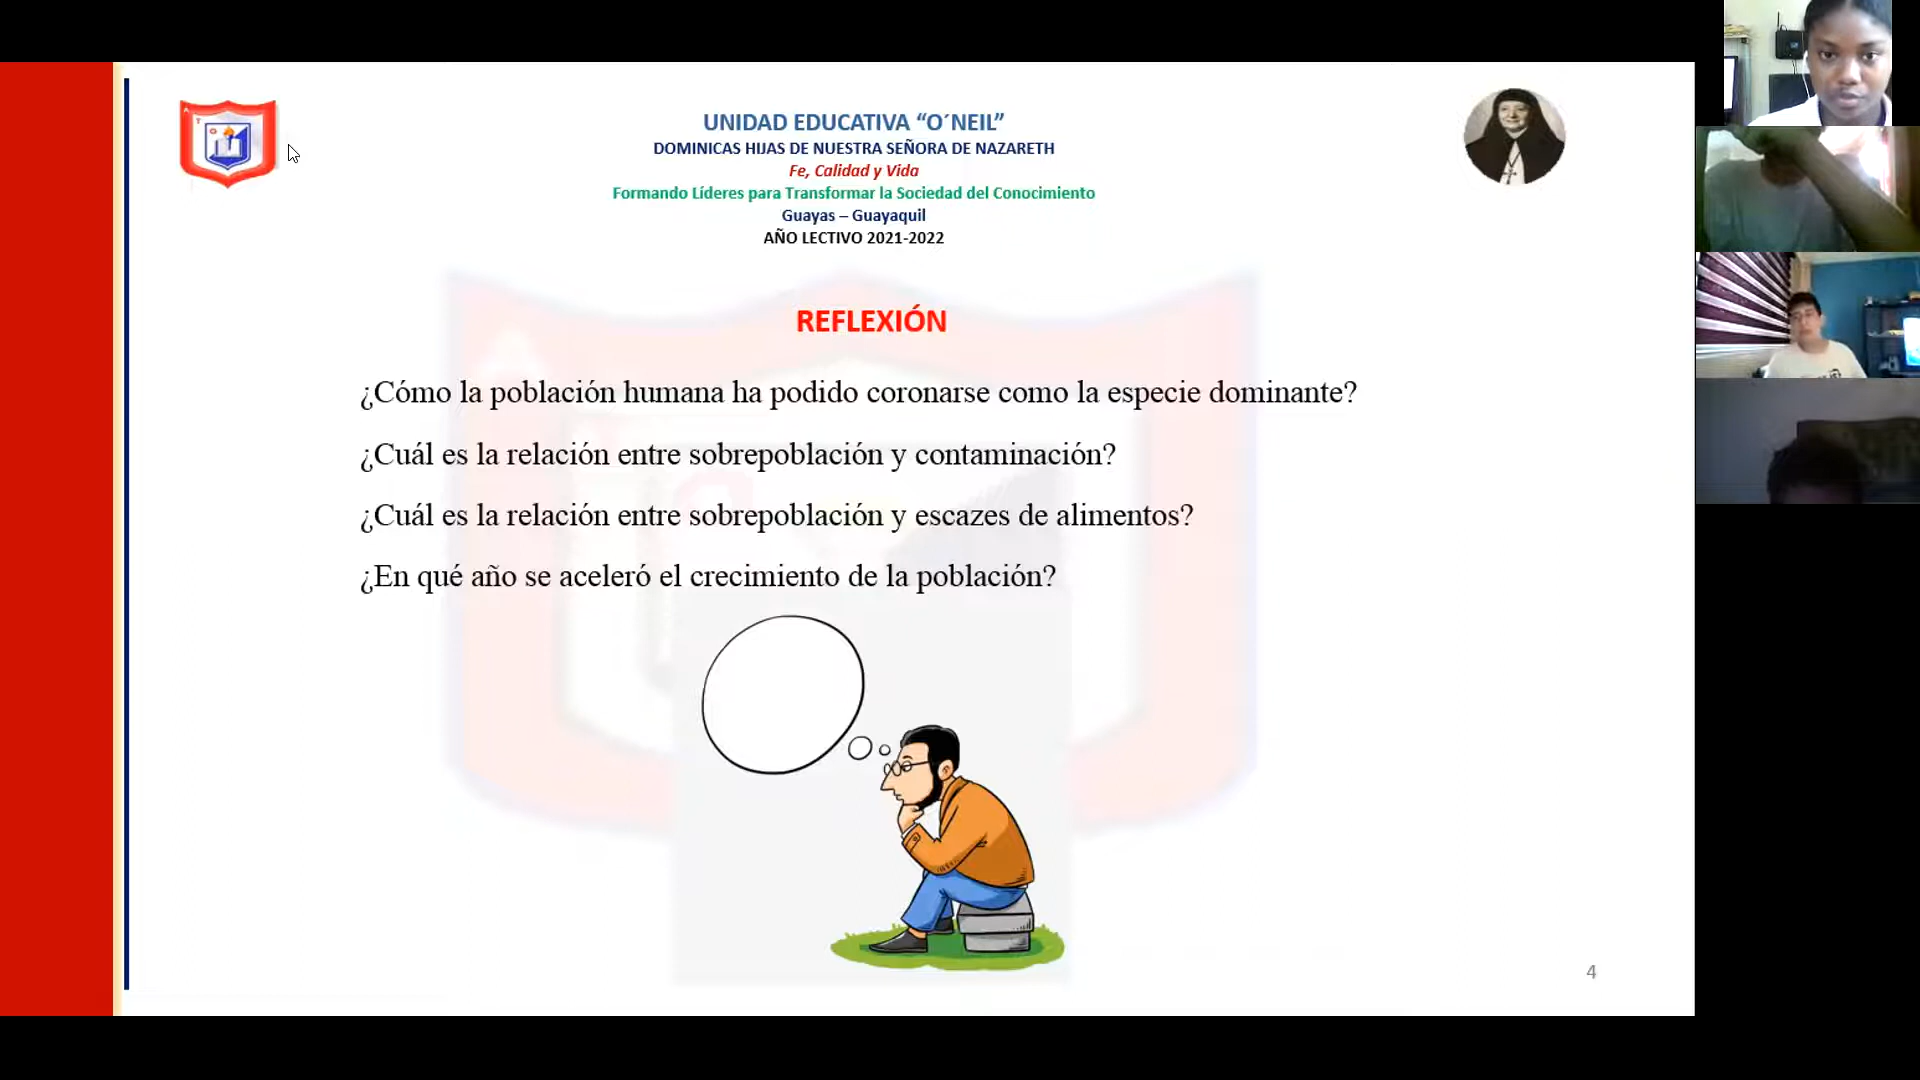 UNIDAD EDUCATIVA “O´NEIL”
DOMINICAS HIJAS DE NUESTRA SEÑORA DE NAZARETH
Fe, Calidad y Vida
Formando Líderes para Transformar la Sociedad del Conocimiento
Guayas – Guayaquil
AÑO LECTIVO 2021-2022
REFLEXIÓN
¿Cómo la población humana ha podido coronarse como la especie dominante?
¿Cuál es la relación entre sobrepoblación y contaminación?
¿Cuál es la relación entre sobrepoblación y escazes de alimentos?
¿En qué año se aceleró el crecimiento de la población?
4